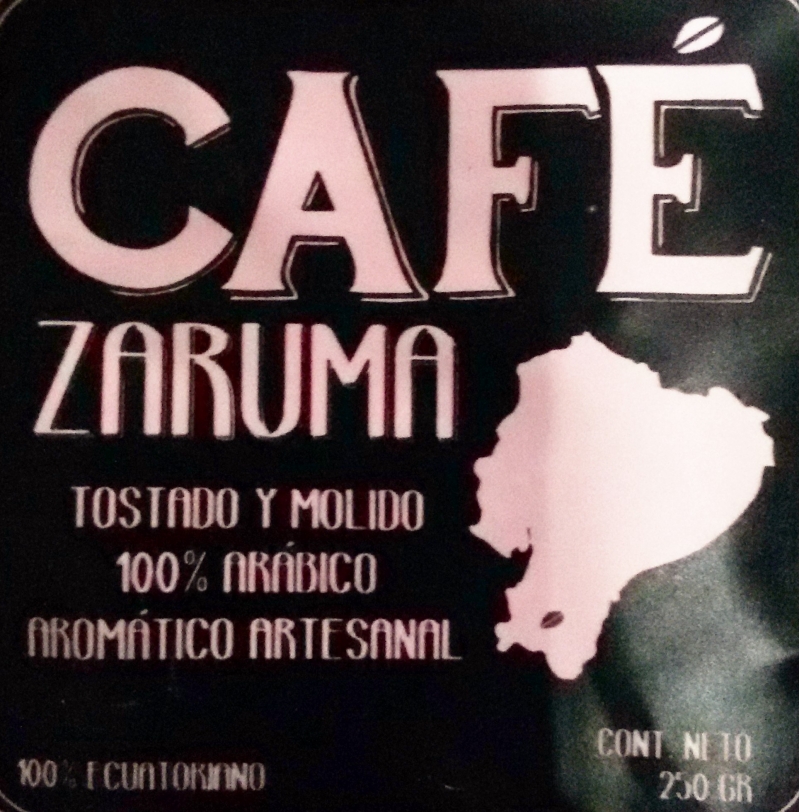 CAFÉ
ZARUMA
TOSTADO Y MOLIDO
100% ARÁBICO
AROMÁTICO ARTESANAL
100% ECUATORIANO
CONT NETO
250 GR